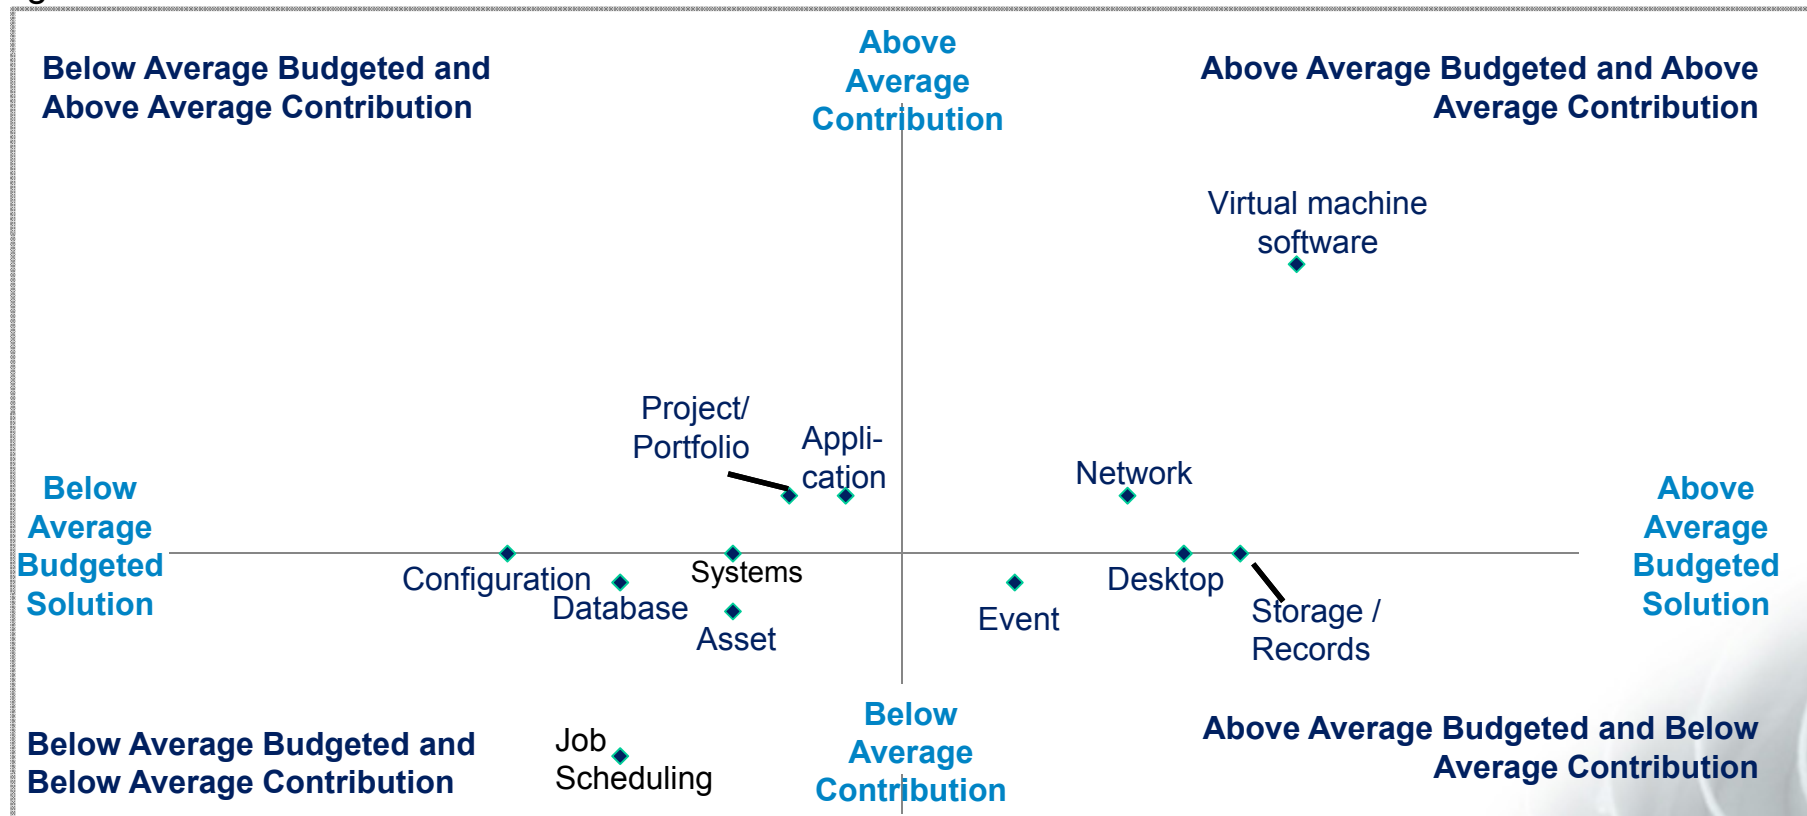 Below Average Budgeted and
Above Average Contribution
Above
Average
Contribution
Above Average Budgeted and Above
Average Contribution
Virtual machine
software
Project/
Portfolio
Appli-
cation
Network
Below
Average
Budgeted
Solution
Above
Average
Budgeted
Solution
Configuration
Systems
Database
Asset
Event
Desktop
Storage /
Records
Below Average Budgeted and
Below Average Contribution
Job
Scheduling
Below
Average
Contribution
Above Average Budgeted and Below
Average Contribution